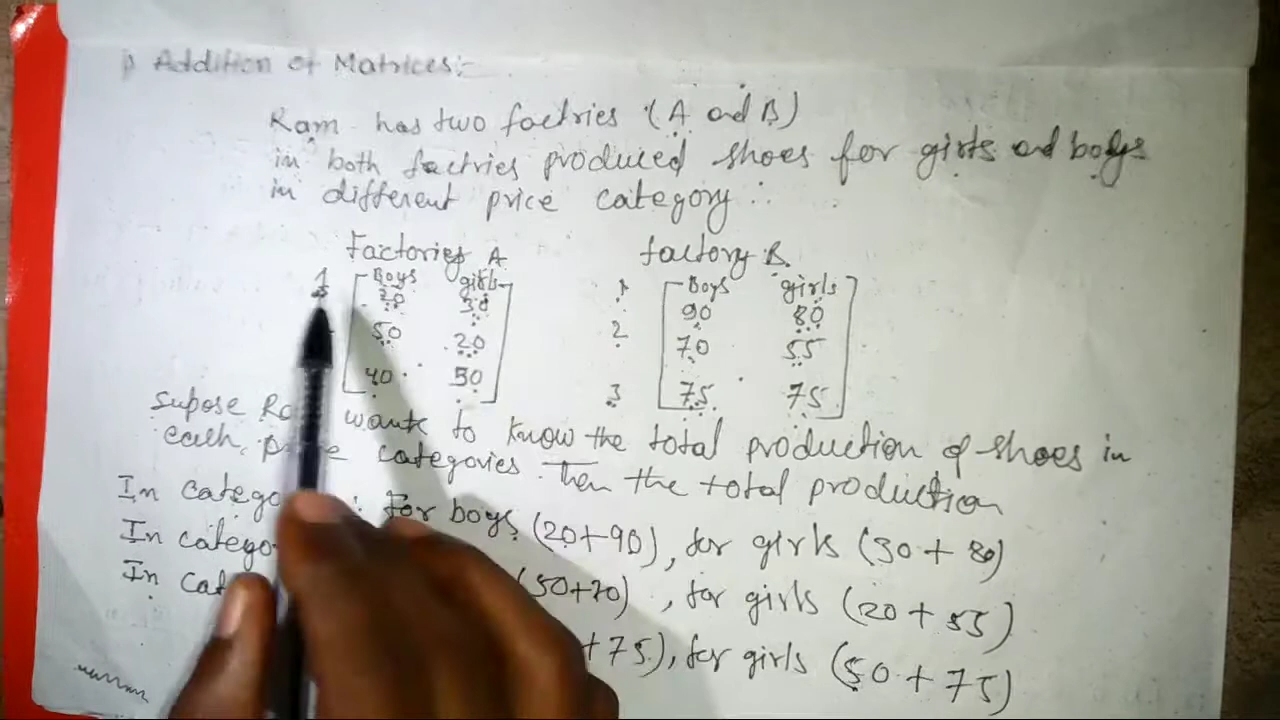 1) Addition of Matrices:-
Ram has two factries (A and B)
in both factries produced shoes for girls and boys
in different price category:
Factories A factory B
1 Boys girls 1 Boys girls
20 30 90 80
50 20 2 70 55
40 50 3 75 75
Supose wants to know the total production of shoes in
each categories Then the total production
In : For boys (20+90), for girls (30+80)
In (50+70), for girls (20+55)
In +75), for girls (50+75)